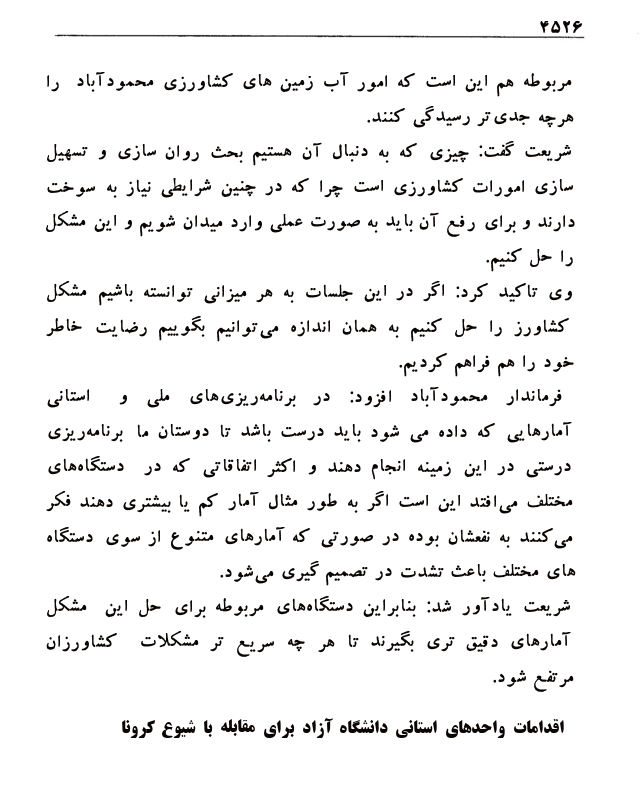 ۴۵۲۶
مربوطه هم این است که امور آب زمین های کشاورزی محمودآباد را
هرچه جدی‌تر رسیدگی کنند.
شریعت گفت: چیزی که به دنبال آن هستیم بحث روان سازی و تسهیل
سازی امورات کشاورزی است چرا که در چنین شرایطی نیاز به سوخت
دارند و برای رفع آن باید به صورت عملی وارد میدان شویم و این مشکل
را حل کنیم.
وی تاکید کرد: اگر در این جلسات به هر میزانی توانسته باشیم مشکل
کشاورز را حل کنیم به همان اندازه می‌توانیم بگوییم رضایت خاطر
خود را هم فراهم کردیم.
فرماندار محمودآباد افزود: در برنامه‌ریزی‌های ملی و استانی
آمارهایی که داده می شود باید درست باشد تا دوستان ما برنامه‌ریزی
درستی در این زمینه انجام دهند و اکثر اتفاقاتی که در دستگاه‌های
مختلف می‌افتد این است اگر به طور مثال آمار کم یا بیشتری دهند فکر
می‌کنند به نفعشان بوده در صورتی که آمارهای متنوع از سوی دستگاه
های مختلف باعث تشدت در تصمیم گیری می‌شود.
شریعت یادآور شد: بنابراین دستگاه‌های مربوطه برای حل این مشکل
آمارهای دقیق تری بگیرند تا هر چه سریع تر مشکلات کشاورزان
مرتفع شود.
اقدامات واحدهای استانی دانشگاه آزاد برای مقابله با شیوع کرونا